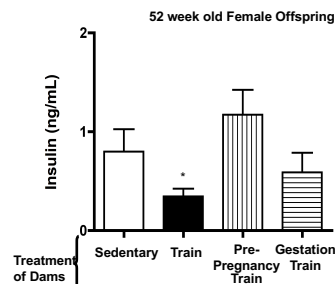 52 week old Female Offspring
Insulin (ng/mL)
2
1
0
*
Sedentary
Train
Pre-
Pregnancy
Train
Gestation
Train
Treatment
of Dams